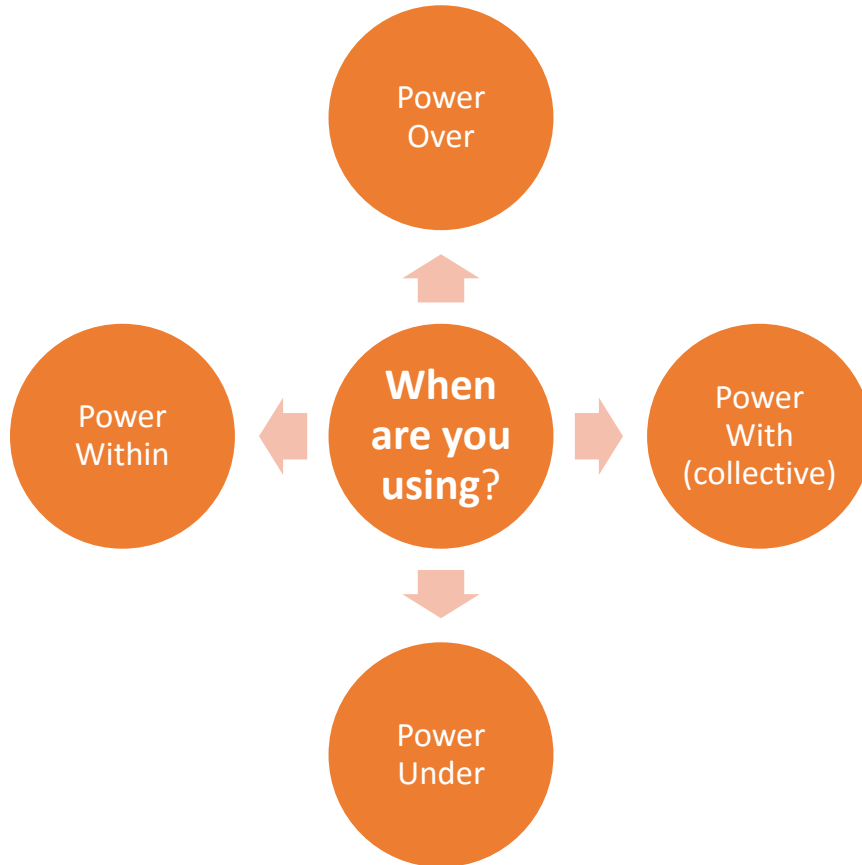 Power
Over
Power
Within
When
are you
using?
Power
With
(collective)
Power
Under